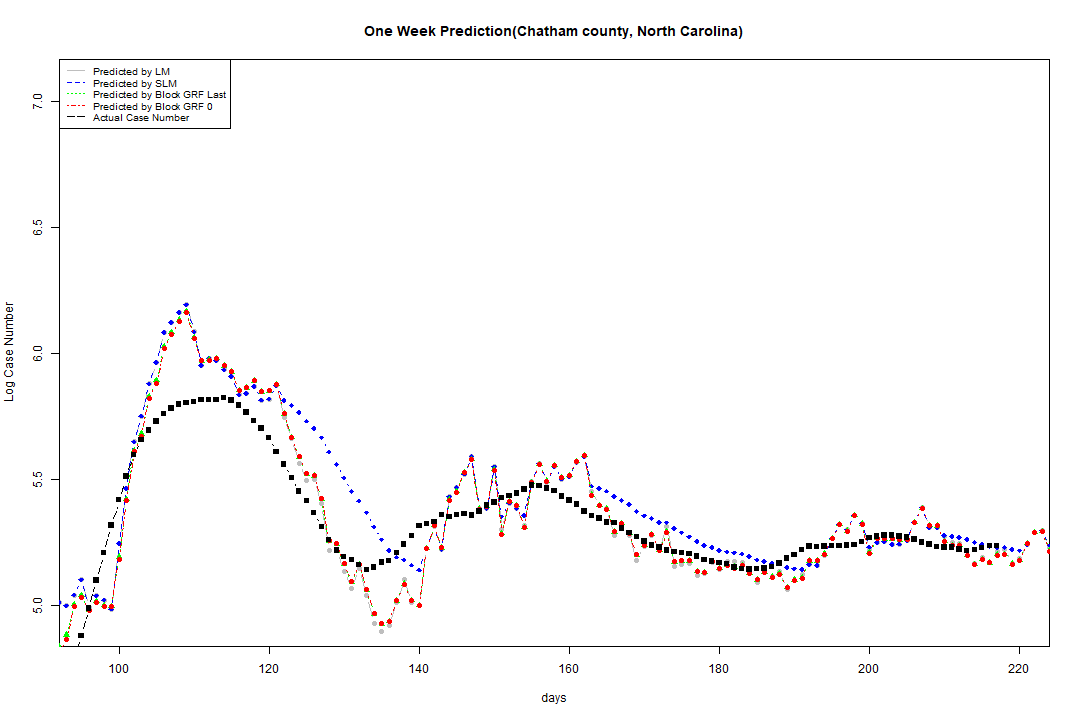 One Week Prediction(Chatham county, North Carolina)
Predicted by LM
Predicted by SLM
Predicted by Block GRF Last
Predicted by Block GRF 0
Actual Case Number
7.0
6.5
6.0
5.5
5.0
Log Case Number
100 120 140 160 180 200 220
days